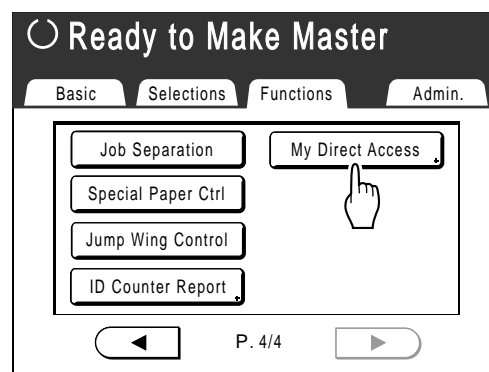 Ready to Make Master
Basic Selections Functions Admin.
Job Separation My Direct Access
Special Paper Ctrl
Jump Wing Control
ID Counter Report
P. 4/4